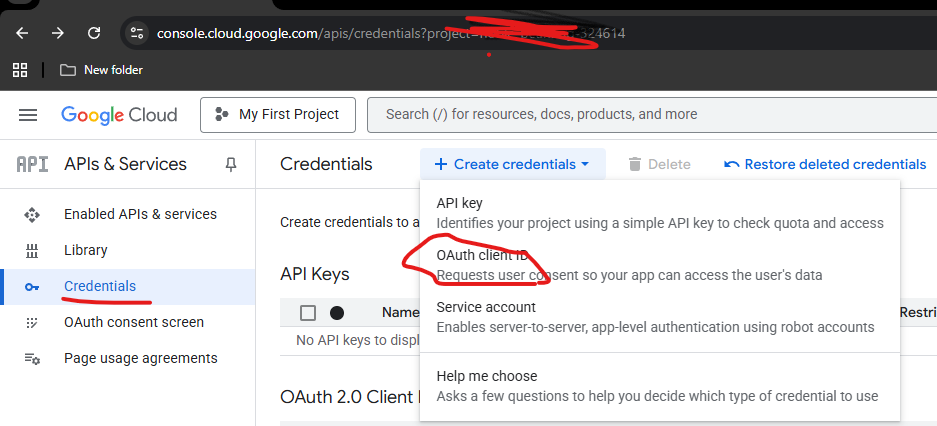 console.cloud.google.com/apis/credentials?project=
324614
New folder
Google Cloud
My First Project
Search (/) for resources, docs, products, and more
API APIs & Services
Credentials
+ Create credentials
Delete
Restore deleted credentials
Enabled APIs & services
Library
Credentials
OAuth consent screen
Page usage agreements
Create credentials to a
API Keys
Name
Restri
No API keys to displ
OAuth 2.0 Client
API key
Identifies your project using a simple API key to check quota and access
OAuth client ID
Requests user consent so your app can access the user's data
Service account
Enables server-to-server, app-level authentication using robot accounts
Help me choose
Asks a few questions to help you decide which type of credential to use